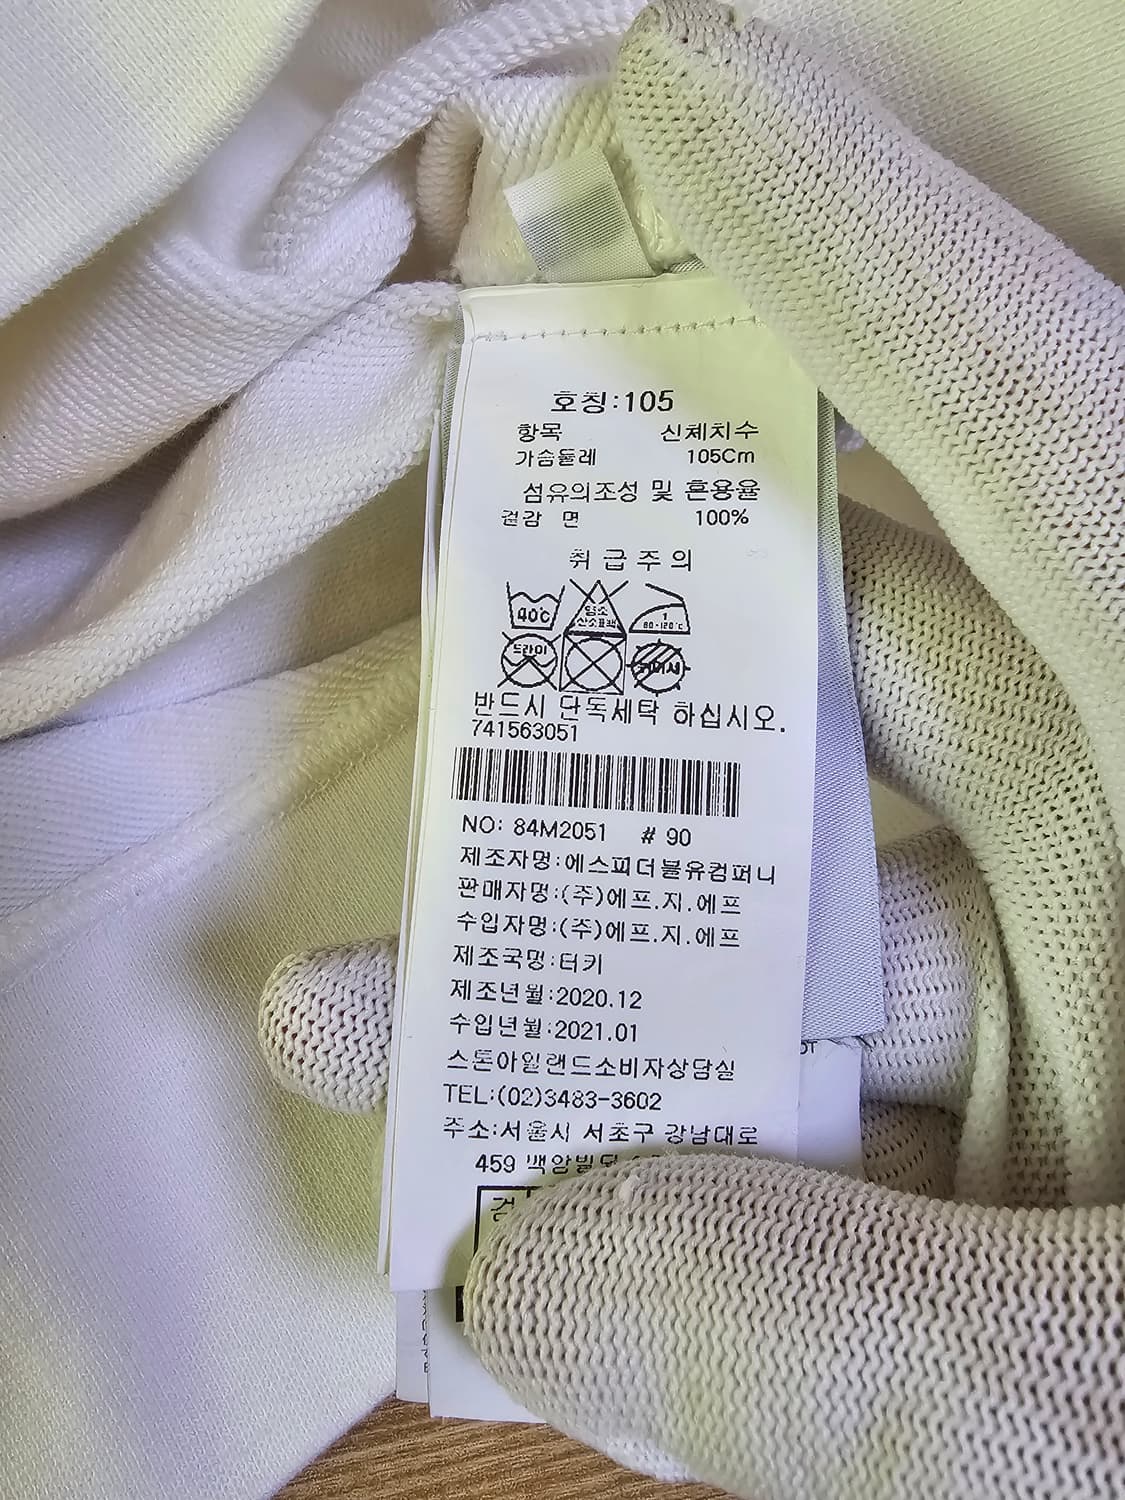 호칭:105
항목 신체치수
가슴둘레 105Cm
섬유의조성 및 혼용율
겉감 면 100%
취급주의
40℃ 염소 산소표백 1 80-120℃
드라이
반드시 단독세탁 하십시오.
741563051
NO: 84M2051 # 90
제조자명:에스피더블유컴퍼니
판매자명:(주)에프.지.에프
수입자명:(주)에프.지.에프
제조국명:터키
제조년월:2020.12
수입년월:2021.01
스톤아일랜드소비자상담실
TEL:(02)3483-3602
주소:서울시 서초구 강남대로
459 백암빌딩
검